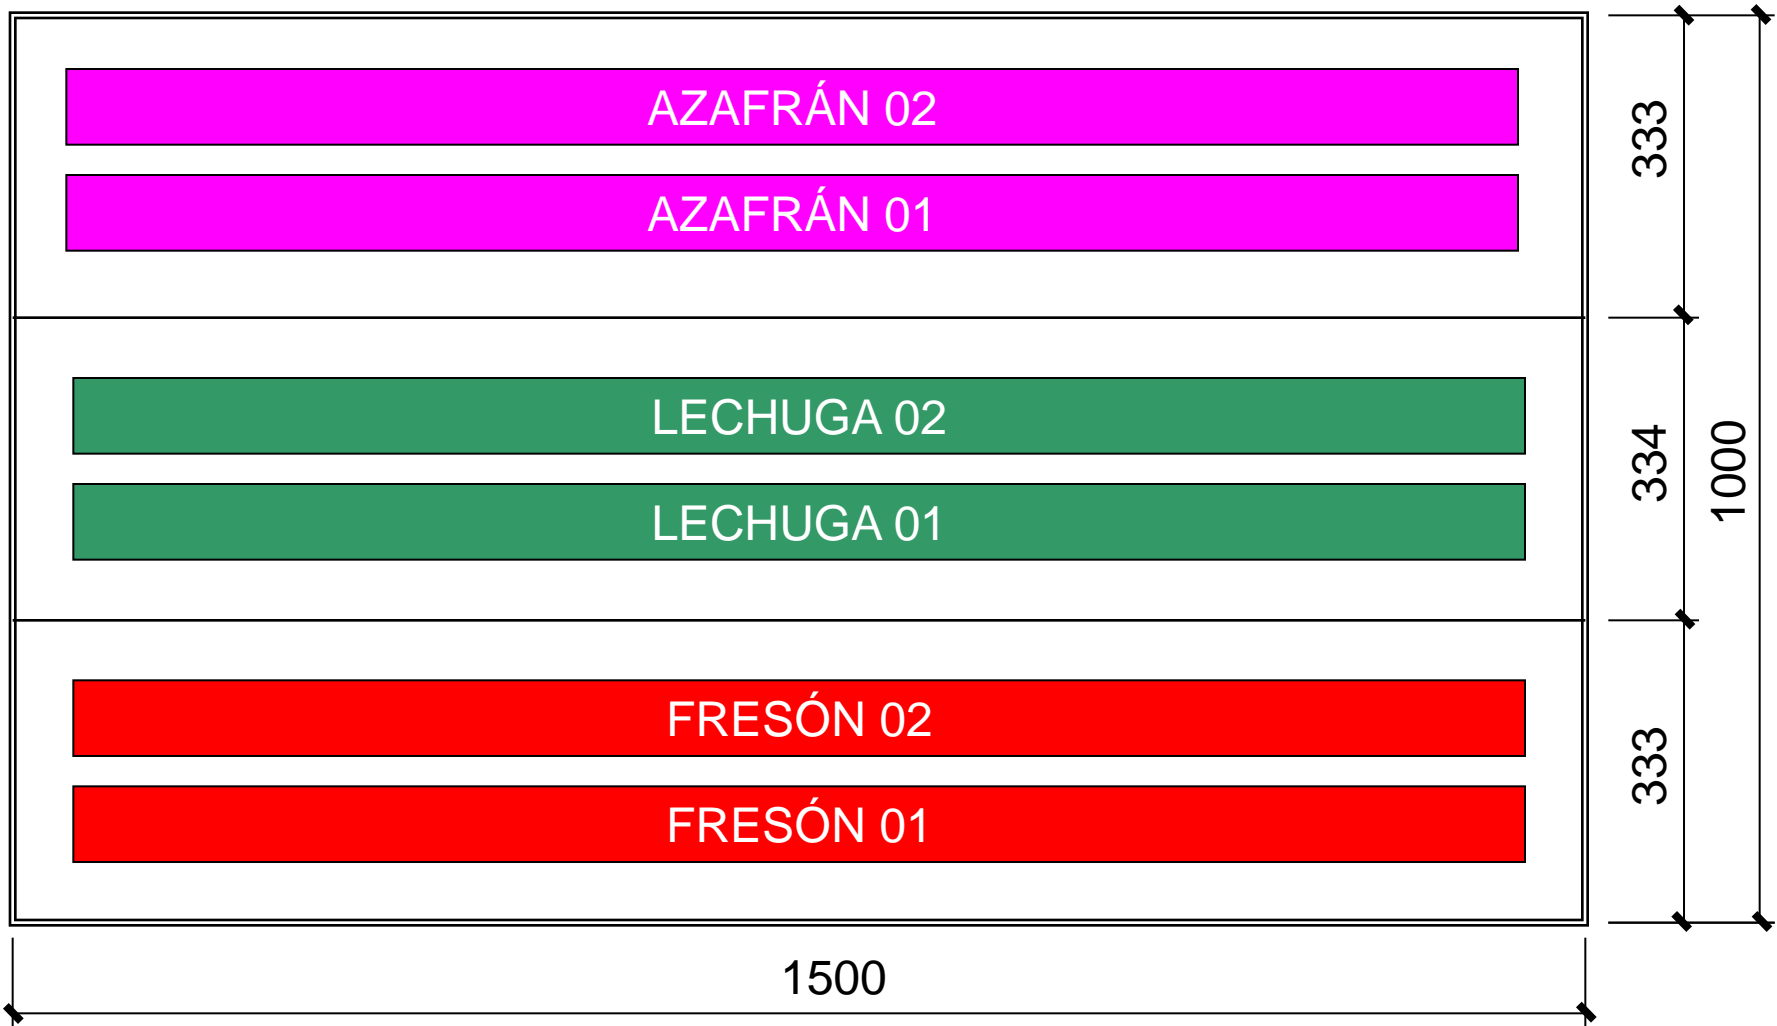 AZAFRÁN 02
AZAFRÁN 01
333
LECHUGA 02
LECHUGA 01
334
1000
FRESÓN 02
FRESÓN 01
333
1500